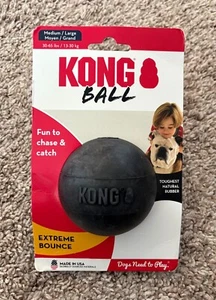 Medium / Large
Moyen / Grand
30-65 lbs / 13-30 kg
KONG
BALL
Fun to
chase &
catch
KONG
TOUGHEST
NATURAL
RUBBER
EXTREME
BOUNCE
MADE IN USA
Dogs Need to Play.